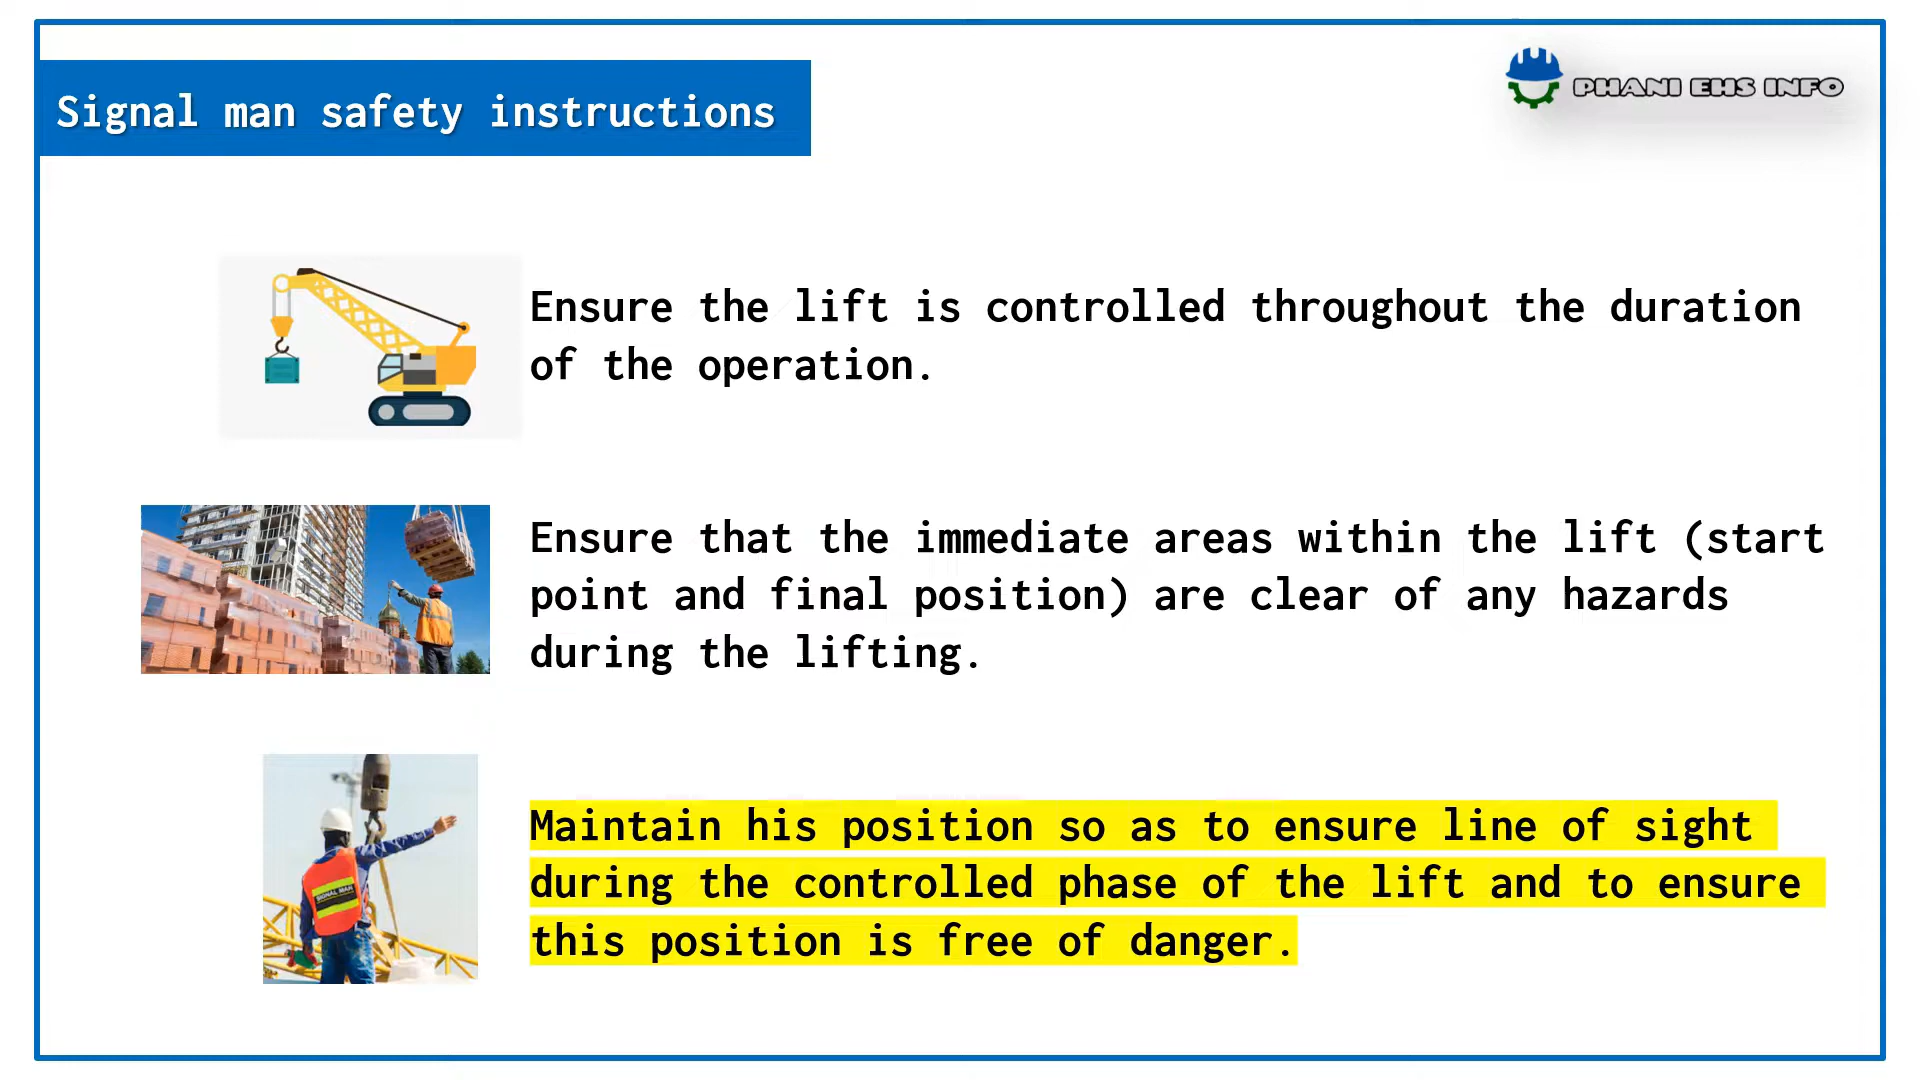 Signal man safety instructions
PHANI EHS INFO
Ensure the lift is controlled throughout the duration
of the operation.
Ensure that the immediate areas within the lift (start
point and final position) are clear of any hazards
during the lifting.
SIGNAL MAN
Maintain his position so as to ensure line of sight
during the controlled phase of the lift and to ensure
this position is free of danger.